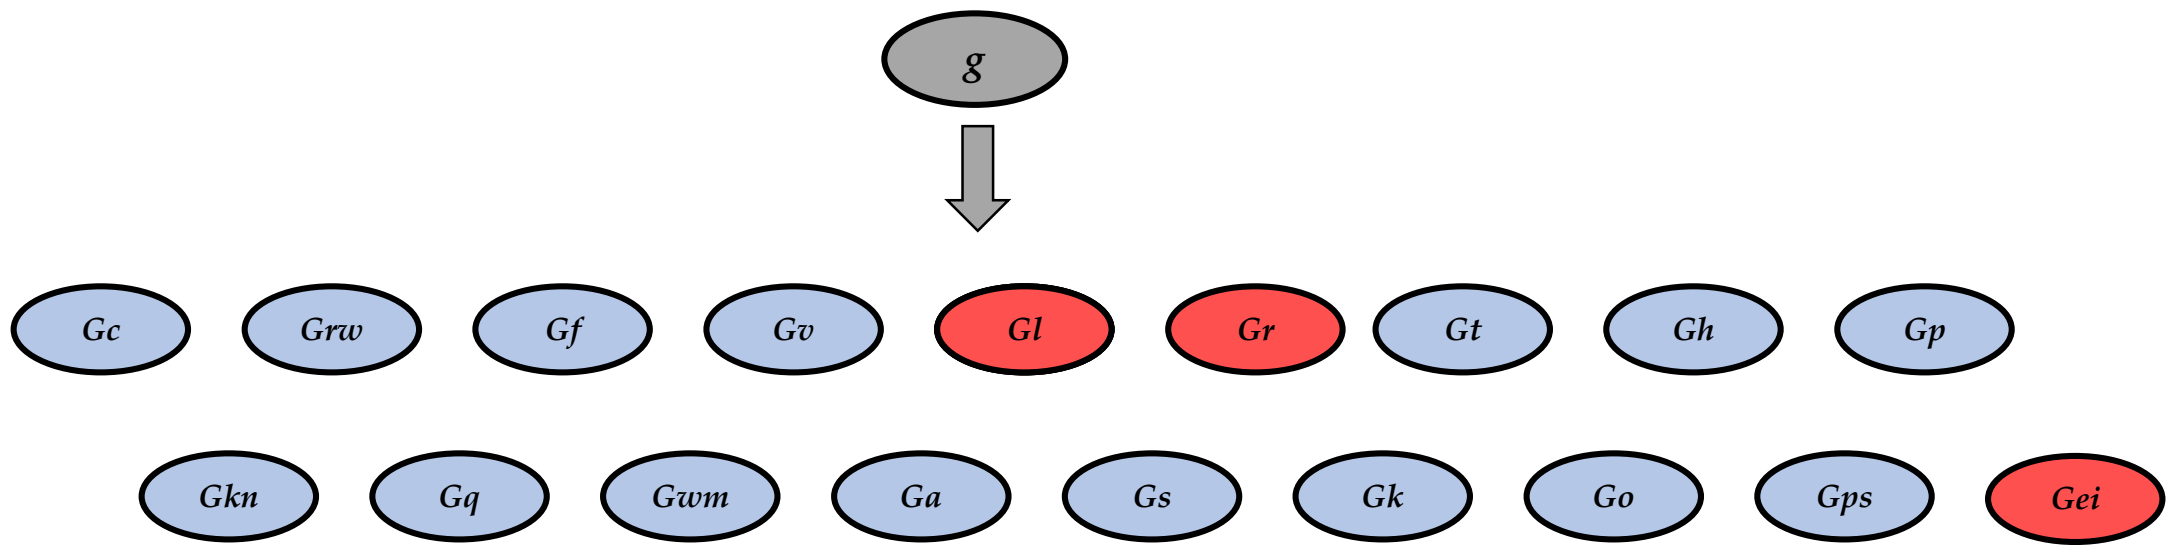 g
Gc Grw Gf Gv Gl Gr Gt Gh Gp
Gkn Gq Gwm Ga Gs Gk Go Gps Gei